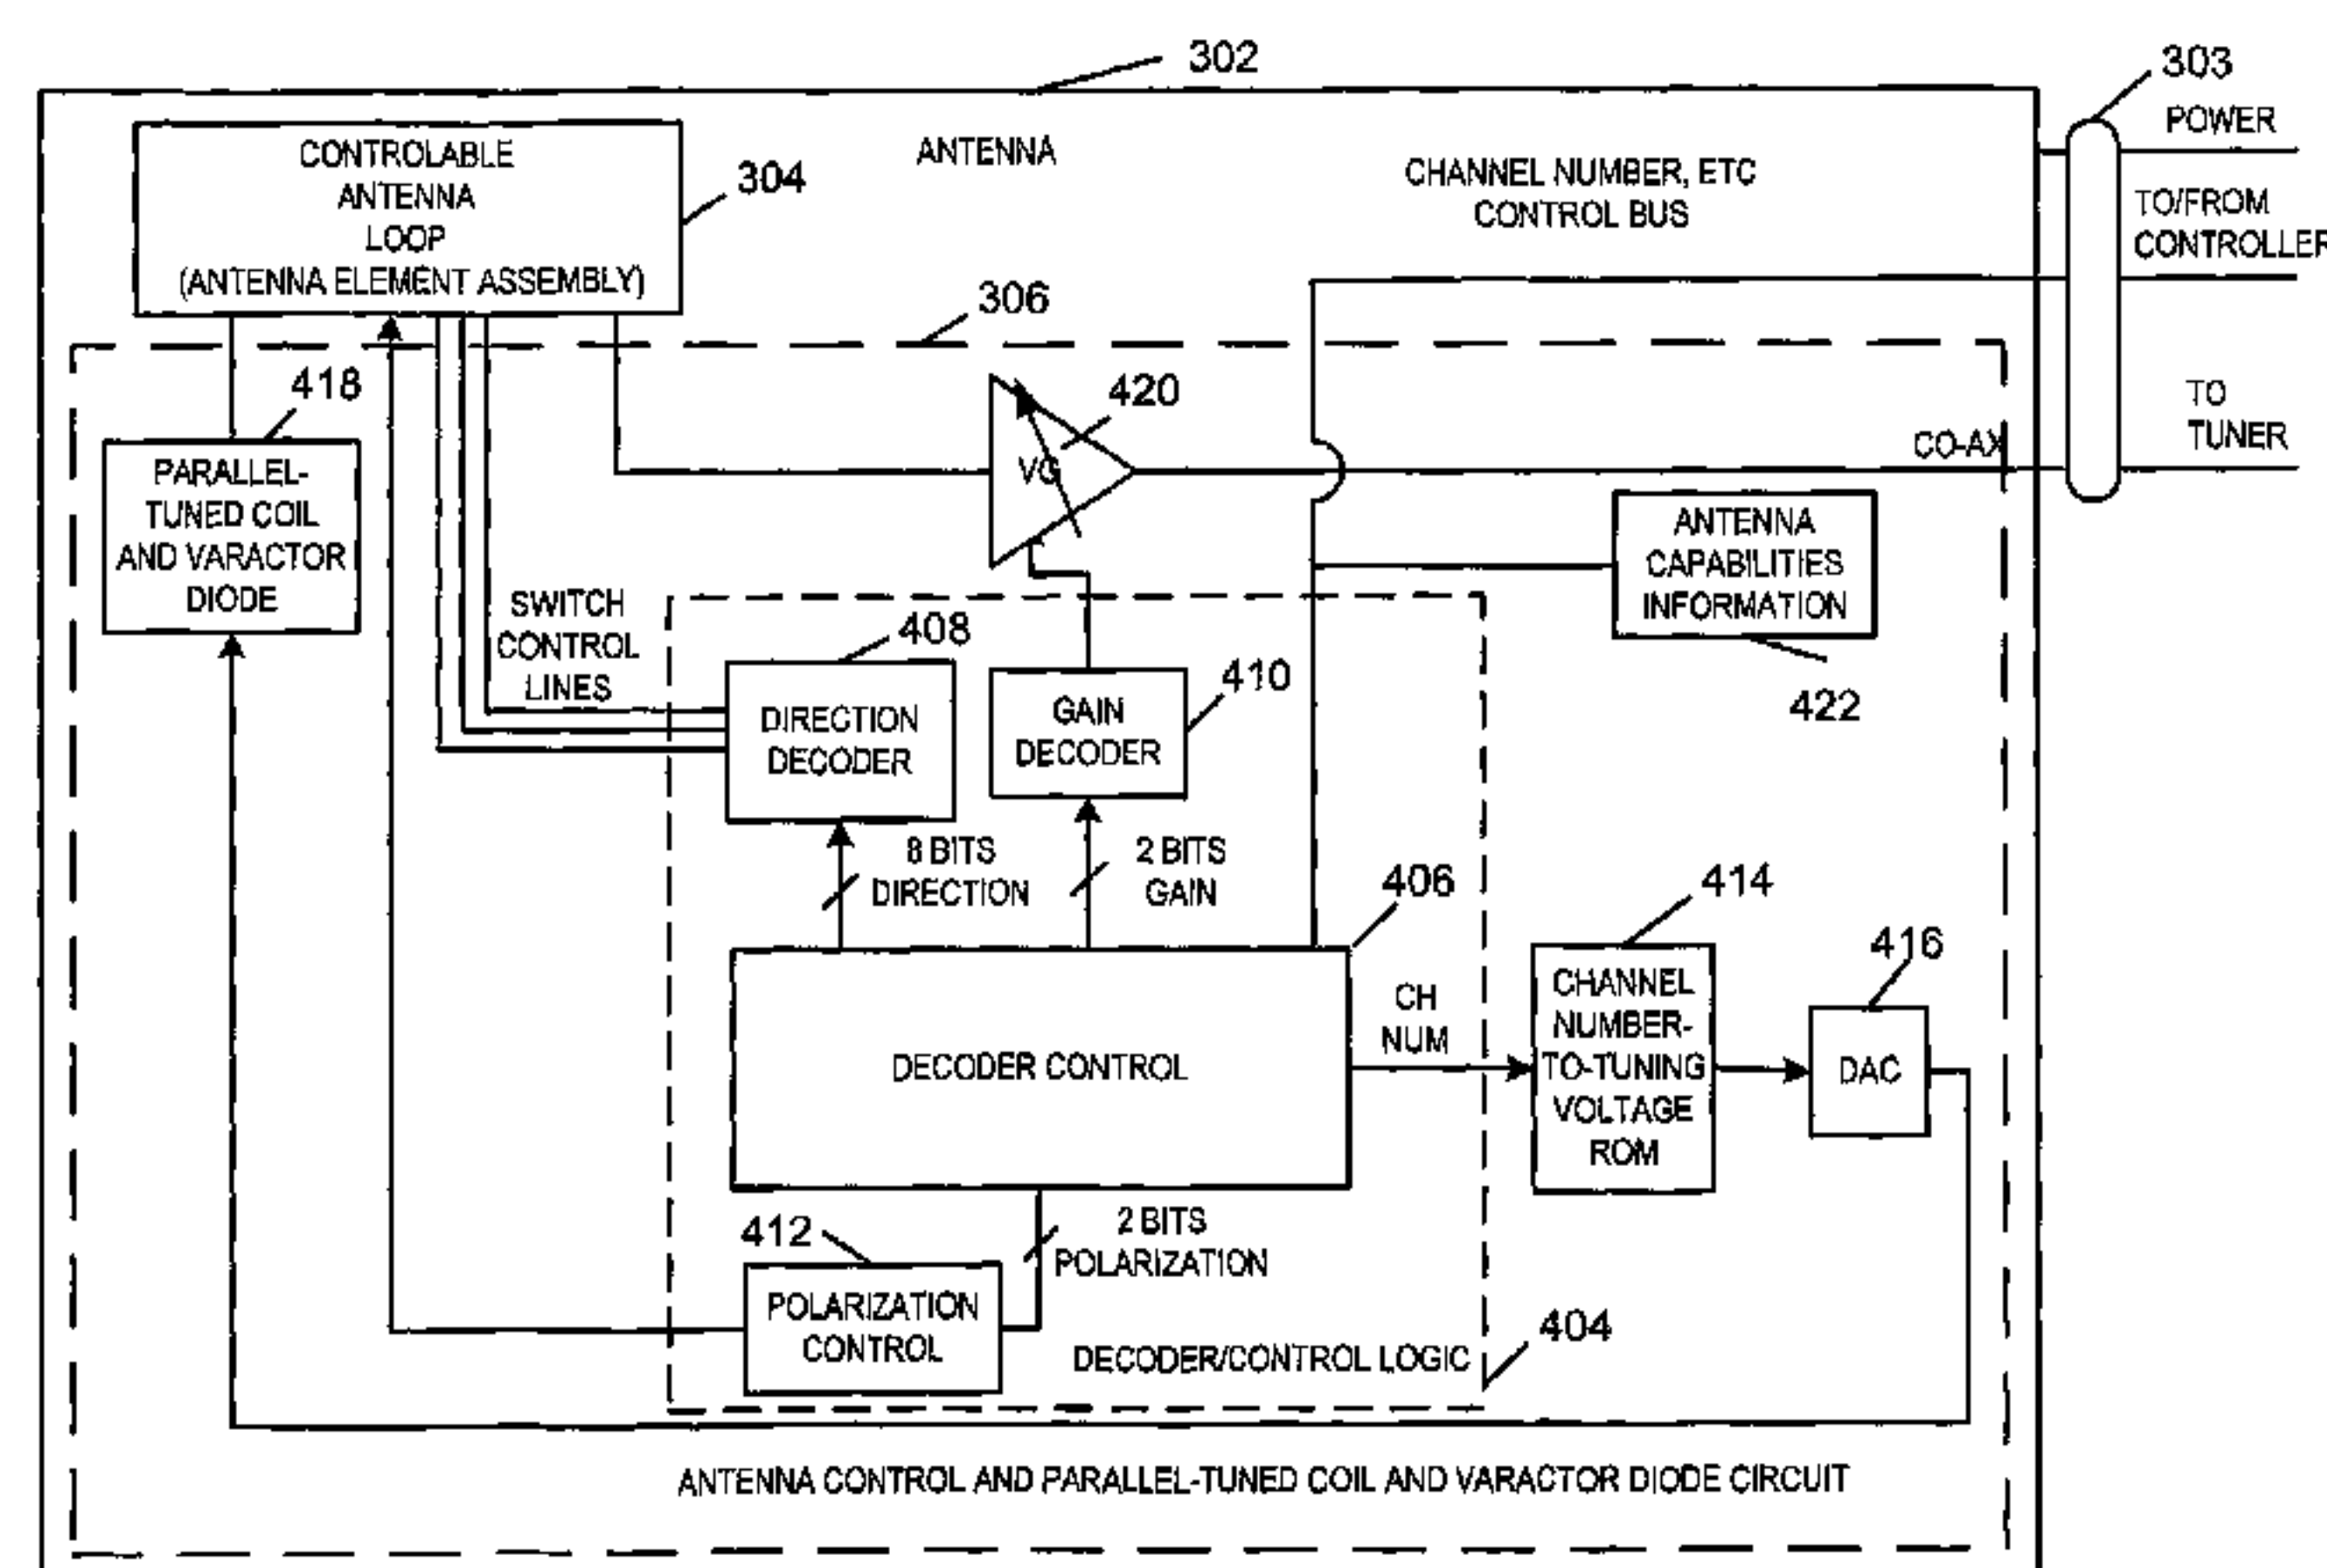 302
303
POWER
CONTROLABLE
ANTENNA
LOOP
(ANTENNA ELEMENT ASSEMBLY)
304
ANTENNA
CHANNEL NUMBER, ETC
CONTROL BUS
TO/FROM
CONTROLLER
306
418
420
VG
TO
TUNER
CO-AX
PARALLEL-
TUNED COIL
AND VARACTOR
DIODE
ANTENNA
CAPABILITIES
INFORMATION
422
SWITCH
CONTROL
LINES
408
DIRECTION
DECODER
410
GAIN
DECODER
8 BITS
DIRECTION
2 BITS
GAIN
406
414
416
DECODER CONTROL
CH
NUM
CHANNEL
NUMBER-
TO-TUNING
VOLTAGE
ROM
DAC
412
2 BITS
POLARIZATION
POLARIZATION
CONTROL
404
DECODER/CONTROL LOGIC
ANTENNA CONTROL AND PARALLEL-TUNED COIL AND VARACTOR DIODE CIRCUIT